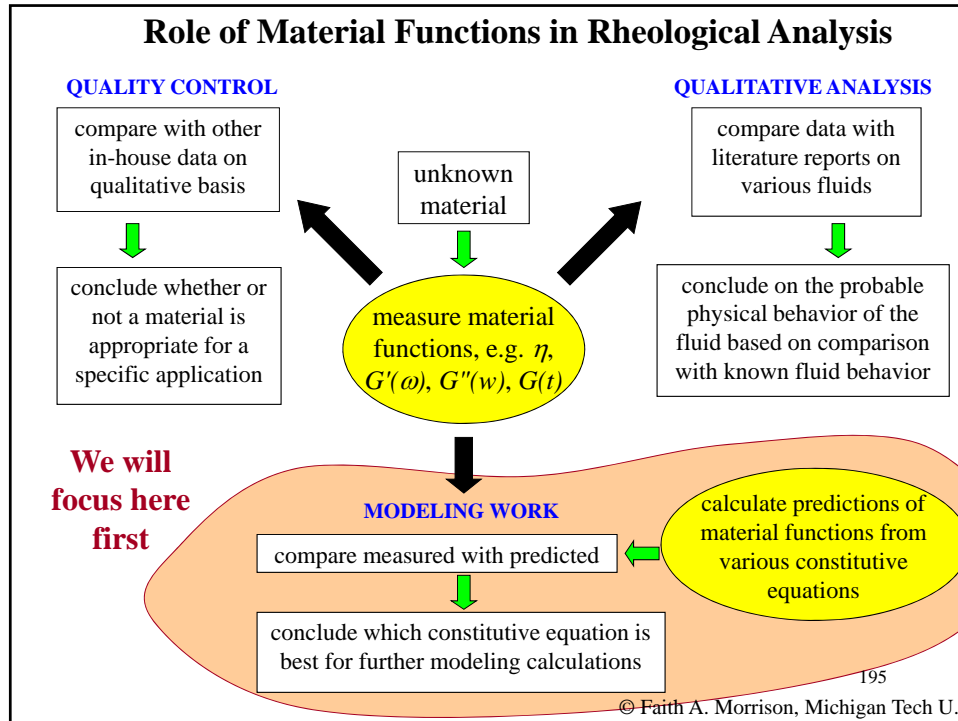 Role of Material Functions in Rheological Analysis
QUALITY CONTROL
compare with other
in-house data on
qualitative basis
conclude whether or
not a material is
appropriate for a
specific application
unknown
material
measure material
functions, e.g. η,
G'(ω), G"(w), G(t)
QUALITATIVE ANALYSIS
compare data with
literature reports on
various fluids
conclude on the probable
physical behavior of the
fluid based on comparison
with known fluid behavior
We will
focus here
first
MODELING WORK
compare measured with predicted
conclude which constitutive equation is
best for further modeling calculations
calculate predictions of
material functions from
various constitutive
equations
195
© Faith A. Morrison, Michigan Tech U.